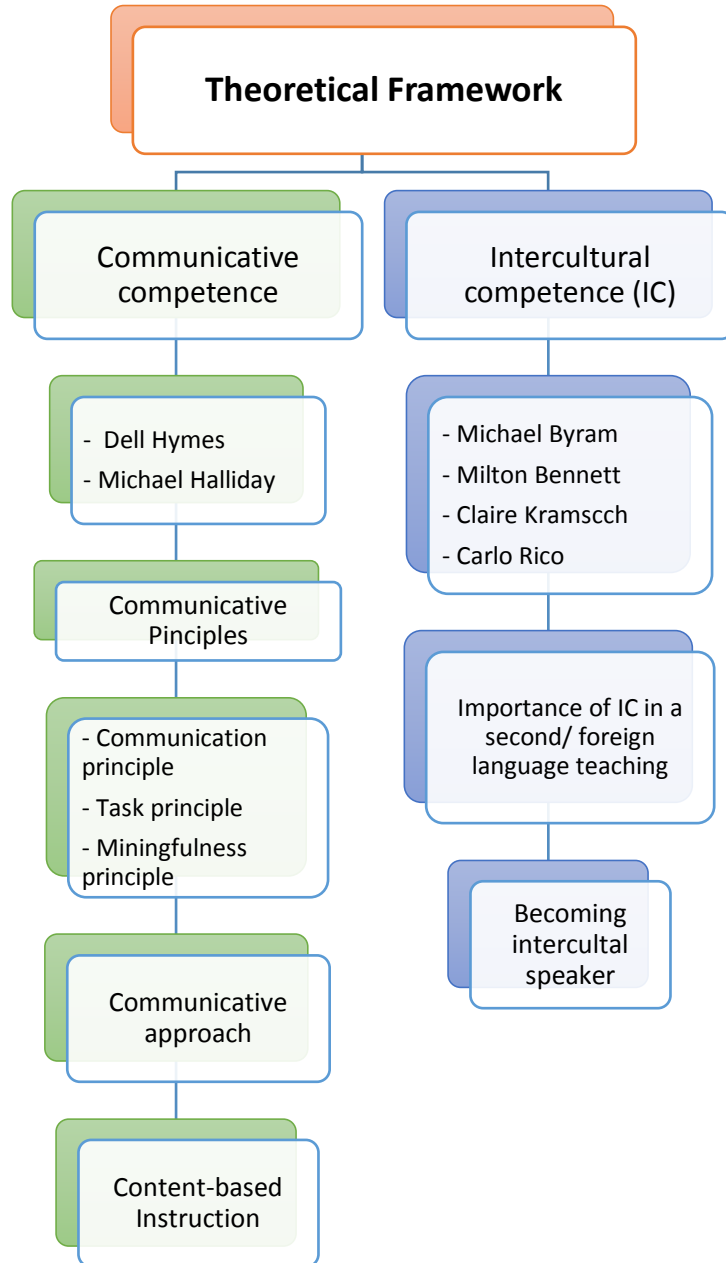 Theoretical Framework
Communicative
competence
- Dell Hymes
- Michael Halliday
Communicative
Pinciples
- Communication
principle
- Task principle
- Miningfulness
principle
Communicative
approach
Content-based
Instruction
Intercultural
competence (IC)
- Michael Byram
- Milton Bennett
- Claire Kramscch
- Carlo Rico
Importance of IC in a
second/ foreign
language teaching
Becoming
intercultal
speaker